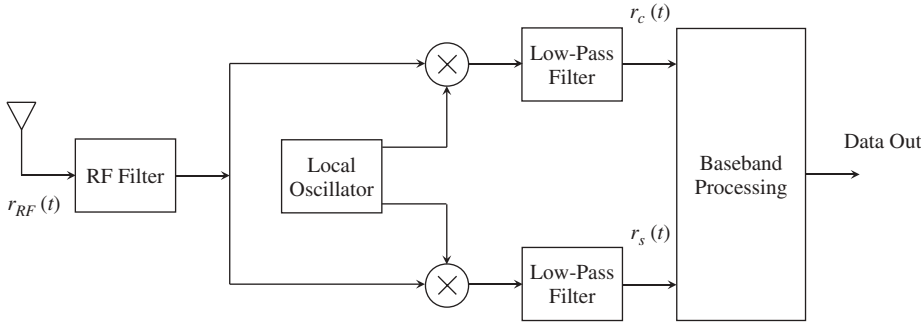 r_c (t)
Low-Pass
Filter
RF Filter
r_RF (t)
Local
Oscillator
Baseband
Processing
Data Out
r_s (t)
Low-Pass
Filter